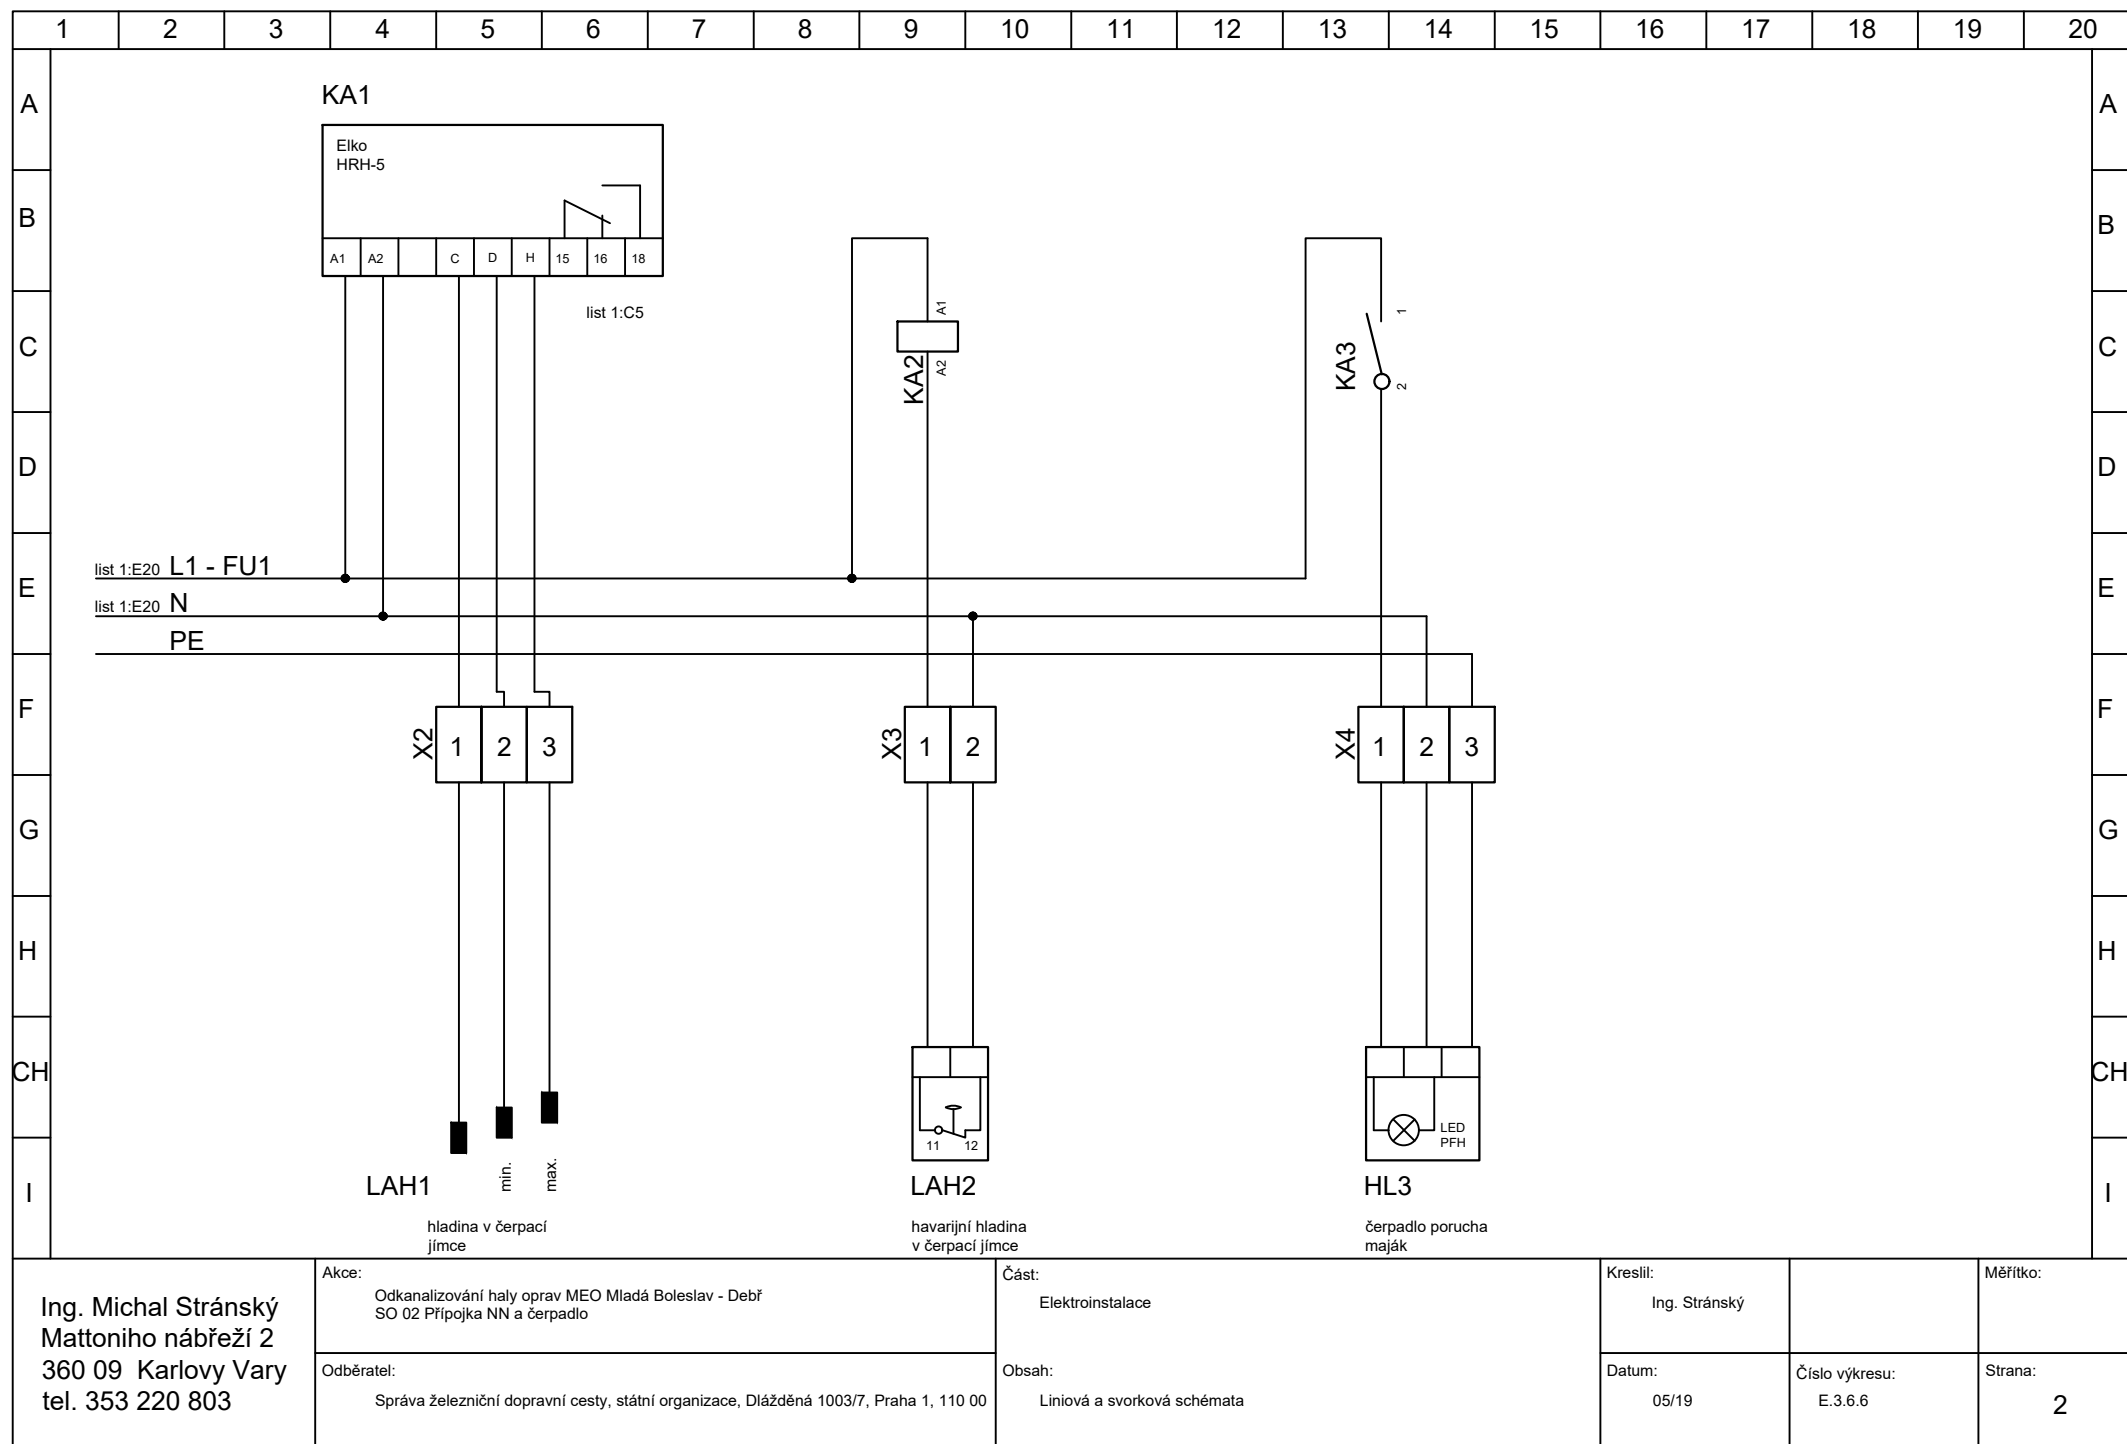 1 2 3 4 5 6 7 8 9 10 11 12 13 14 15 16 17 18 19 20
A A
KA1
Elko
HRH-5
B B
A1 A2 C D H 15 16 18
list 1:C5
A1
1
C C
KA2
A2
KA3
2
D D
list 1:E20 L1 - FU1
E E
list 1:E20 N
PE
F F
X2 1 2 3
X3 1 2
X4 1 2 3
G G
H H
CH CH
11 12
LED
PFH
min.
max.
I I
LAH1
LAH2
HL3
hladina v čerpací
jímce
havarijní hladina
v čerpací jímce
čerpadlo porucha
maják
Ing. Michal Stránský
Mattoniho nábřeží 2
360 09 Karlovy Vary
tel. 353 220 803
Akce:
Odkanalizování haly oprav MEO Mladá Boleslav - Debř
SO 02 Přípojka NN a čerpadlo
Odběratel:
Správa železniční dopravní cesty, státní organizace, Dlážděná 1003/7, Praha 1, 110 00
Část:
Elektroinstalace
Obsah:
Liniová a svorková schémata
Kreslil:
Ing. Stránský
Měřítko:
Datum:
05/19
Číslo výkresu:
E.3.6.6
Strana:
2